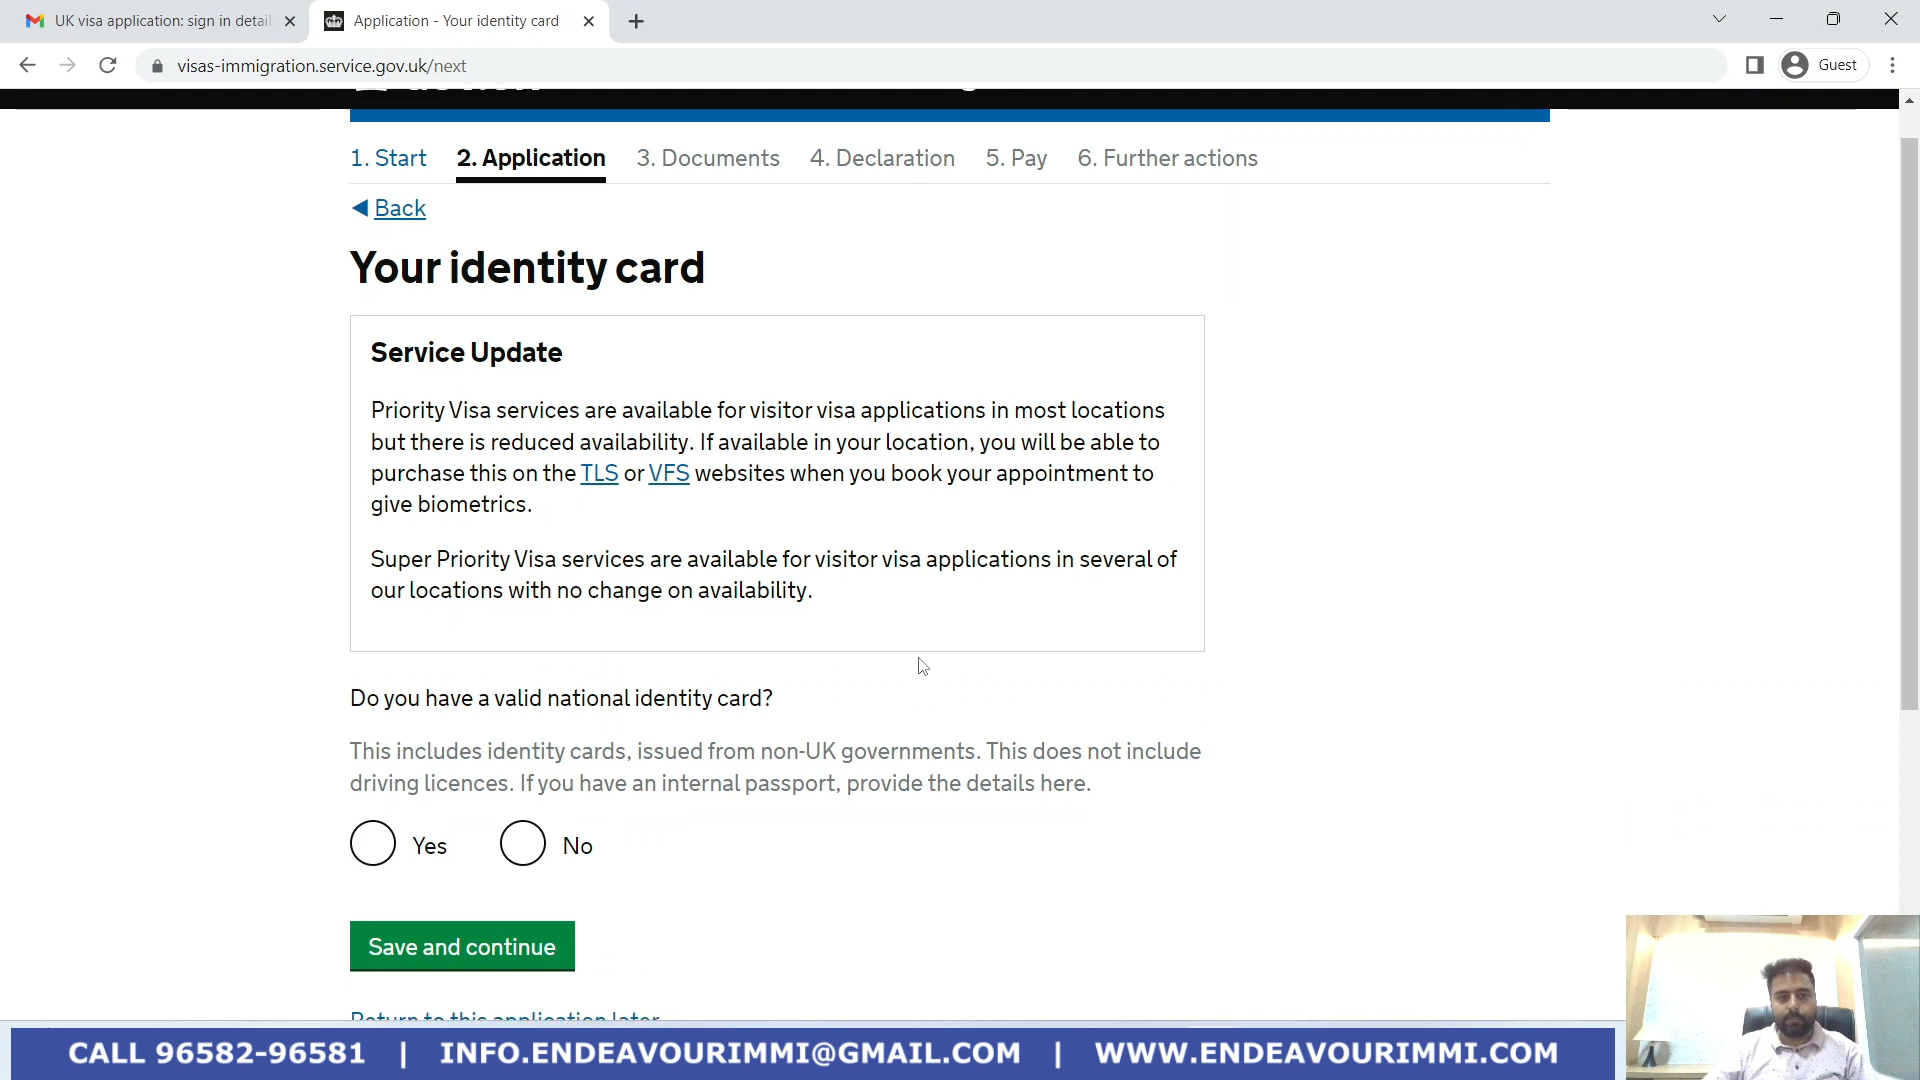 UK visa application: sign in detail
Application - Your identity card
visas-immigration.service.gov.uk/next
Guest
1. Start 2. Application 3. Documents 4. Declaration 5. Pay 6. Further actions
Back
Your identity card
Service Update
Priority Visa services are available for visitor visa applications in most locations
but there is reduced availability. If available in your location, you will be able to
purchase this on the TLS or VFS websites when you book your appointment to
give biometrics.
Super Priority Visa services are available for visitor visa applications in several of
our locations with no change on availability.
Do you have a valid national identity card?
This includes identity cards, issued from non-UK governments. This does not include
driving licences. If you have an internal passport, provide the details here.
Yes No
Save and continue
Return to this application later
CALL 96582-96581 | INFO.ENDEAVOURIMMI@GMAIL.COM | WWW.ENDEAVOURIMMI.COM